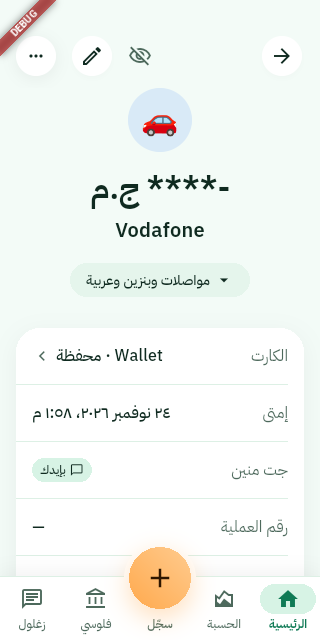 DEBUG
-**** ج.م
Vodafone
مواصلات وبنزين وعربية
الكارت
Wallet · محفظة
إمتى
٢٤ نوفمبر ٢٠٢٦، ١:٥٨ م
جت منين
بإيدك
رقم العملية
—
الرئيسية
الحسبة
سجّل
فلوسي
زغلول